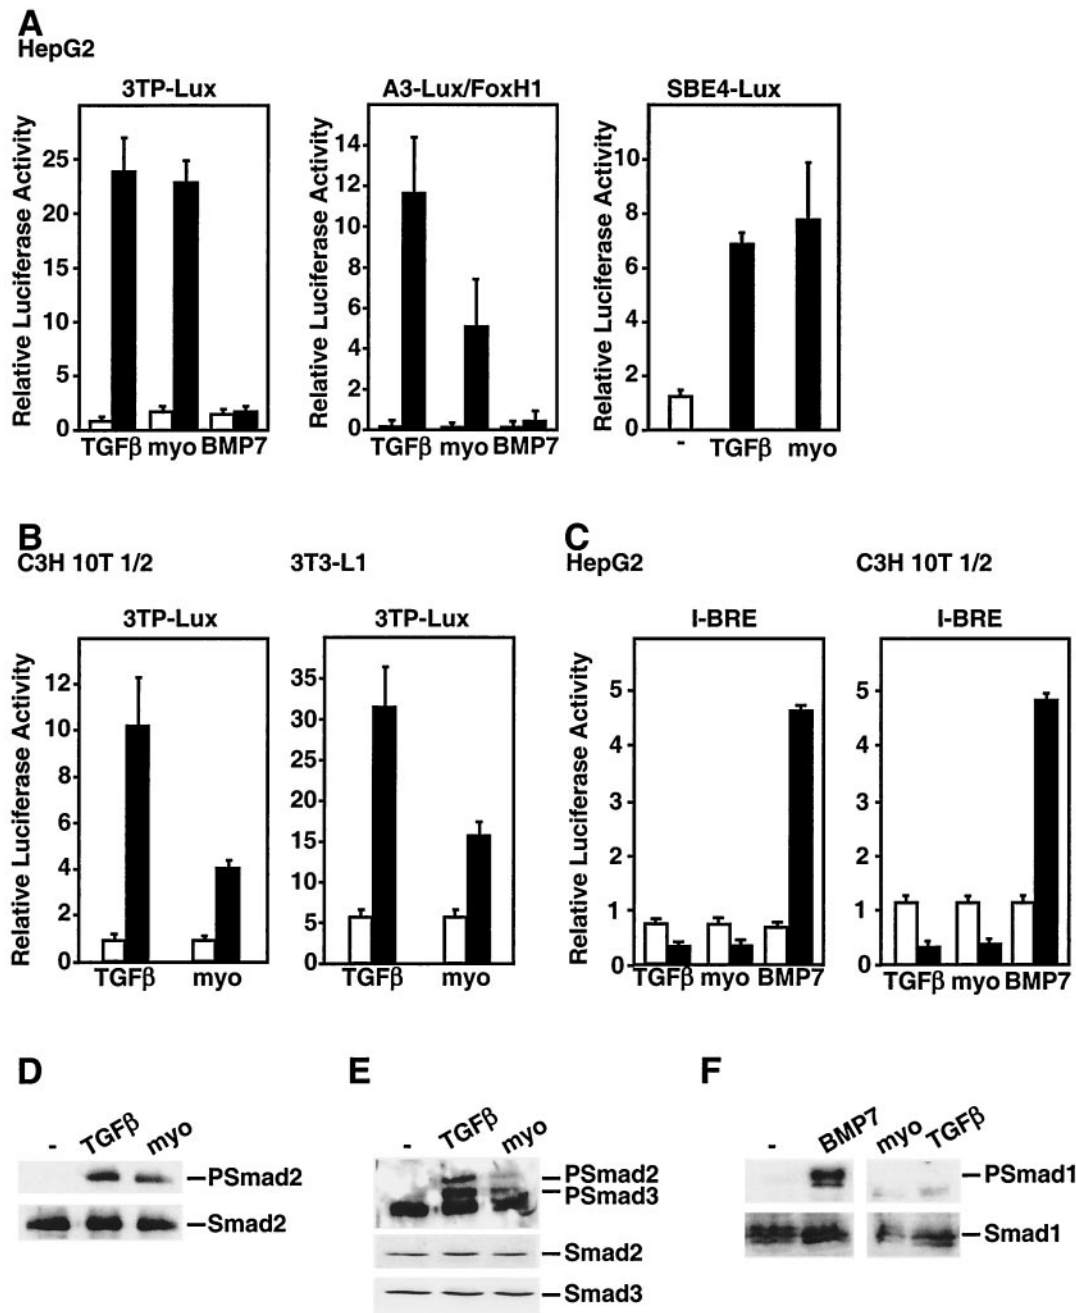 A
HepG2
3TP-Lux
Relative Luciferase Activity
25
20
15
10
5
0
TGFβ myo BMP7
A3-Lux/FoxH1
Relative Luciferase Activity
14
12
10
8
6
4
2
0
TGFβ myo BMP7
SBE4-Lux
Relative Luciferase Activity
10
8
6
4
2
0
- TGFβ myo
B
C3H 10T 1/2
3TP-Lux
Relative Luciferase Activity
12
10
8
6
4
2
0
TGFβ myo
3T3-L1
3TP-Lux
35
30
25
20
15
10
5
0
TGFβ myo
C
HepG2
I-BRE
Relative Luciferase Activity
5
4
3
2
1
0
TGFβ myo BMP7
C3H 10T 1/2
I-BRE
5
4
3
2
1
0
TGFβ myo BMP7
D
- TGFβ myo
PSmad2
Smad2
E
- TGFβ myo
PSmad2
PSmad3
Smad2
Smad3
F
- BMP7 myo TGFβ
PSmad1
Smad1